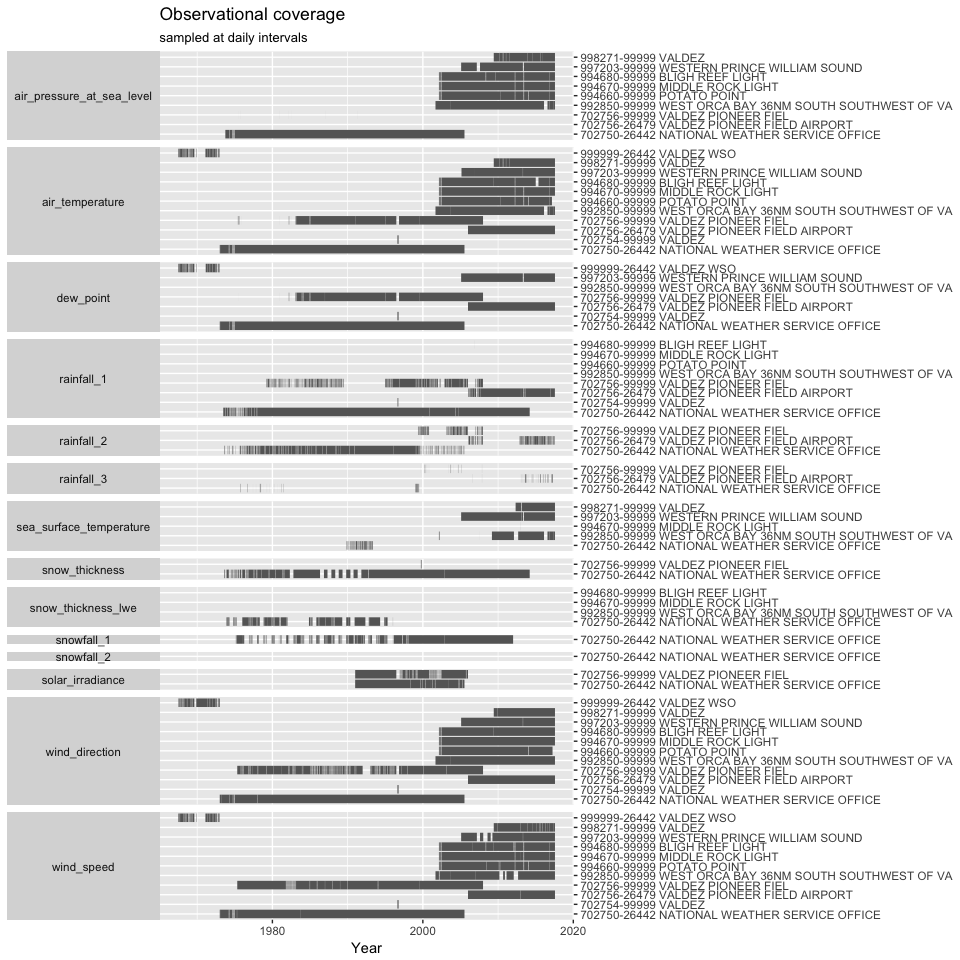 Observational coverage
sampled at daily intervals
air_pressure_at_sea_level
998271-99999 VALDEZ
997203-99999 WESTERN PRINCE WILLIAM SOUND
994680-99999 BLIGH REEF LIGHT
994670-99999 MIDDLE ROCK LIGHT
994660-99999 POTATO POINT
992850-99999 WEST ORCA BAY 36NM SOUTH SOUTHWEST OF VA
702756-99999 VALDEZ PIONEER FIEL
702756-26479 VALDEZ PIONEER FIELD AIRPORT
702750-26442 NATIONAL WEATHER SERVICE OFFICE
air_temperature
999999-26442 VALDEZ WSO
998271-99999 VALDEZ
997203-99999 WESTERN PRINCE WILLIAM SOUND
994680-99999 BLIGH REEF LIGHT
994670-99999 MIDDLE ROCK LIGHT
994660-99999 POTATO POINT
992850-99999 WEST ORCA BAY 36NM SOUTH SOUTHWEST OF VA
702756-99999 VALDEZ PIONEER FIEL
702756-26479 VALDEZ PIONEER FIELD AIRPORT
702754-99999 VALDEZ
702750-26442 NATIONAL WEATHER SERVICE OFFICE
dew_point
999999-26442 VALDEZ WSO
997203-99999 WESTERN PRINCE WILLIAM SOUND
992850-99999 WEST ORCA BAY 36NM SOUTH SOUTHWEST OF VA
702756-99999 VALDEZ PIONEER FIEL
702756-26479 VALDEZ PIONEER FIELD AIRPORT
702754-99999 VALDEZ
702750-26442 NATIONAL WEATHER SERVICE OFFICE
rainfall_1
994680-99999 BLIGH REEF LIGHT
994670-99999 MIDDLE ROCK LIGHT
994660-99999 POTATO POINT
992850-99999 WEST ORCA BAY 36NM SOUTH SOUTHWEST OF VA
702756-99999 VALDEZ PIONEER FIEL
702756-26479 VALDEZ PIONEER FIELD AIRPORT
702754-99999 VALDEZ
702750-26442 NATIONAL WEATHER SERVICE OFFICE
rainfall_2
702756-99999 VALDEZ PIONEER FIEL
702756-26479 VALDEZ PIONEER FIELD AIRPORT
702750-26442 NATIONAL WEATHER SERVICE OFFICE
rainfall_3
702756-99999 VALDEZ PIONEER FIEL
702756-26479 VALDEZ PIONEER FIELD AIRPORT
702750-26442 NATIONAL WEATHER SERVICE OFFICE
sea_surface_temperature
998271-99999 VALDEZ
997203-99999 WESTERN PRINCE WILLIAM SOUND
994670-99999 MIDDLE ROCK LIGHT
992850-99999 WEST ORCA BAY 36NM SOUTH SOUTHWEST OF VA
702750-26442 NATIONAL WEATHER SERVICE OFFICE
snow_thickness
702756-99999 VALDEZ PIONEER FIEL
702750-26442 NATIONAL WEATHER SERVICE OFFICE
snow_thickness_lwe
994680-99999 BLIGH REEF LIGHT
994670-99999 MIDDLE ROCK LIGHT
992850-99999 WEST ORCA BAY 36NM SOUTH SOUTHWEST OF VA
702750-26442 NATIONAL WEATHER SERVICE OFFICE
snowfall_1
702750-26442 NATIONAL WEATHER SERVICE OFFICE
snowfall_2
702750-26442 NATIONAL WEATHER SERVICE OFFICE
solar_irradiance
702756-99999 VALDEZ PIONEER FIEL
702750-26442 NATIONAL WEATHER SERVICE OFFICE
wind_direction
999999-26442 VALDEZ WSO
998271-99999 VALDEZ
997203-99999 WESTERN PRINCE WILLIAM SOUND
994680-99999 BLIGH REEF LIGHT
994670-99999 MIDDLE ROCK LIGHT
994660-99999 POTATO POINT
992850-99999 WEST ORCA BAY 36NM SOUTH SOUTHWEST OF VA
702756-99999 VALDEZ PIONEER FIEL
702756-26479 VALDEZ PIONEER FIELD AIRPORT
702754-99999 VALDEZ
702750-26442 NATIONAL WEATHER SERVICE OFFICE
wind_speed
999999-26442 VALDEZ WSO
998271-99999 VALDEZ
997203-99999 WESTERN PRINCE WILLIAM SOUND
994680-99999 BLIGH REEF LIGHT
994670-99999 MIDDLE ROCK LIGHT
994660-99999 POTATO POINT
992850-99999 WEST ORCA BAY 36NM SOUTH SOUTHWEST OF VA
702756-99999 VALDEZ PIONEER FIEL
702756-26479 VALDEZ PIONEER FIELD AIRPORT
702754-99999 VALDEZ
702750-26442 NATIONAL WEATHER SERVICE OFFICE
1980 2000 2020
Year